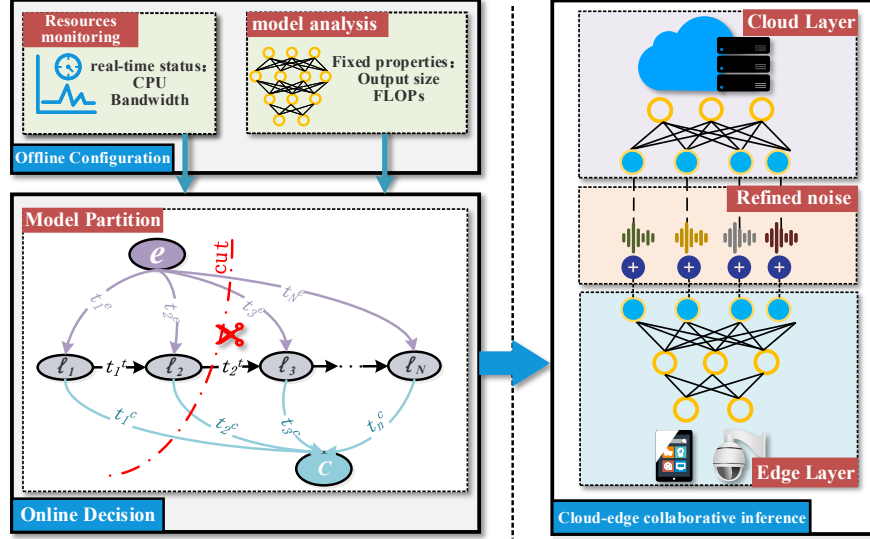 Resources
monitoring
real-time status：
CPU
Bandwidth
model analysis
Fixed properties：
Output size
FLOPs
Offline Configuration
Model Partition
cut
e
t₁ᵉ
t₂ᵉ
t₃ᵉ
t_Nᵉ
ℓ₁
t₁ᵗ
ℓ₂
t₂ᵗ
ℓ₃
...
ℓ_N
t₁ᶜ
t₂ᶜ
t₃ᶜ
tₙᶜ
C
Online Decision
Cloud Layer
Refined noise
+ + + +
Edge Layer
Cloud-edge collaborative inference